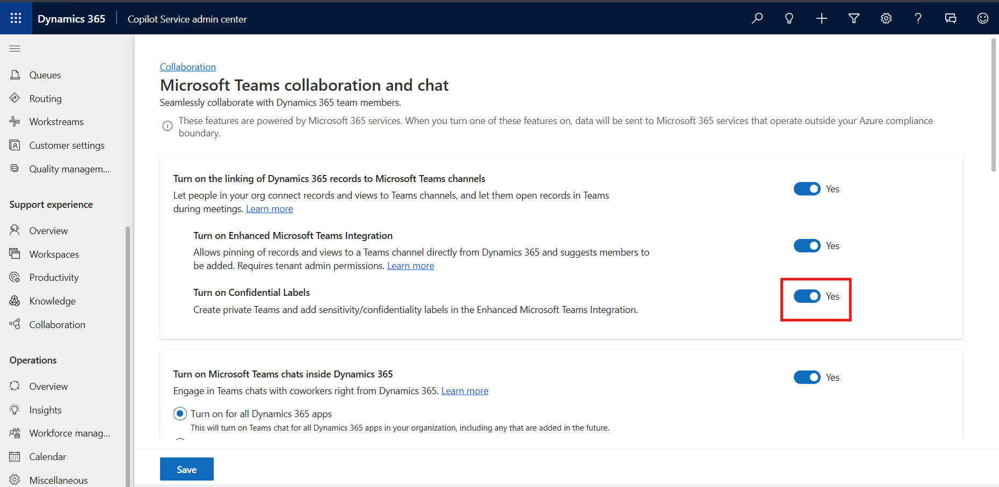 Dynamics 365
Copilot Service admin center
Queues
Routing
Workstreams
Customer settings
Quality managem...
Support experience
Overview
Workspaces
Productivity
Knowledge
Collaboration
Operations
Overview
Insights
Workforce manag...
Calendar
Miscellaneous
Collaboration
Microsoft Teams collaboration and chat
Seamlessly collaborate with Dynamics 365 team members.
These features are powered by Microsoft 365 services. When you turn one of these features on, data will be sent to Microsoft 365 services that operate outside your Azure compliance
boundary.
Turn on the linking of Dynamics 365 records to Microsoft Teams channels
Let people in your org connect records and views to Teams channels, and let them open records in Teams
during meetings. Learn more
Yes
Turn on Enhanced Microsoft Teams Integration
Allows pinning of records and views to a Teams channel directly from Dynamics 365 and suggests members to
be added. Requires tenant admin permissions. Learn more
Yes
Turn on Confidential Labels
Create private Teams and add sensitivity/confidentiality labels in the Enhanced Microsoft Teams Integration.
Yes
Turn on Microsoft Teams chats inside Dynamics 365
Engage in Teams chats with coworkers right from Dynamics 365. Learn more
Yes
Turn on for all Dynamics 365 apps
This will turn on Teams chat for all Dynamics 365 apps in your organization, including any that are added in the future.
Save